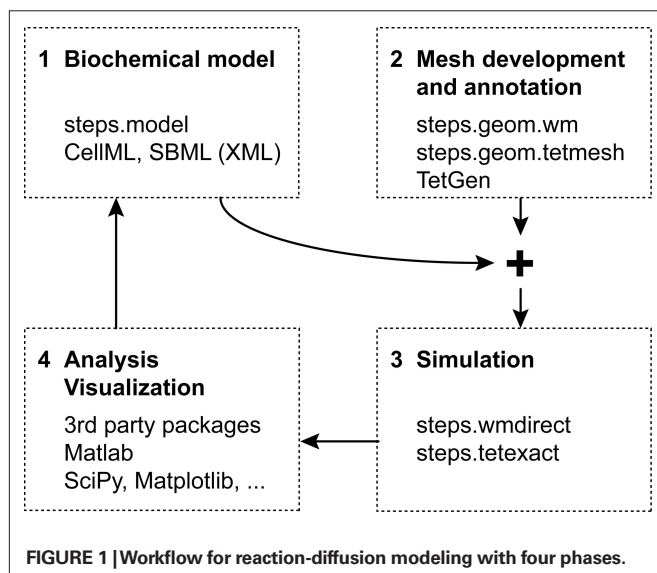 1 Biochemical model
steps.model
CellML, SBML (XML)
2 Mesh development
and annotation
steps.geom.wm
steps.geom.tetmesh
TetGen
+
3 Simulation
steps.wmdirect
steps.tetexact
4 Analysis
Visualization
3rd party packages
Matlab
SciPy, Matplotlib, ...
FIGURE 1 | Workflow for reaction-diffusion modeling with four phases.